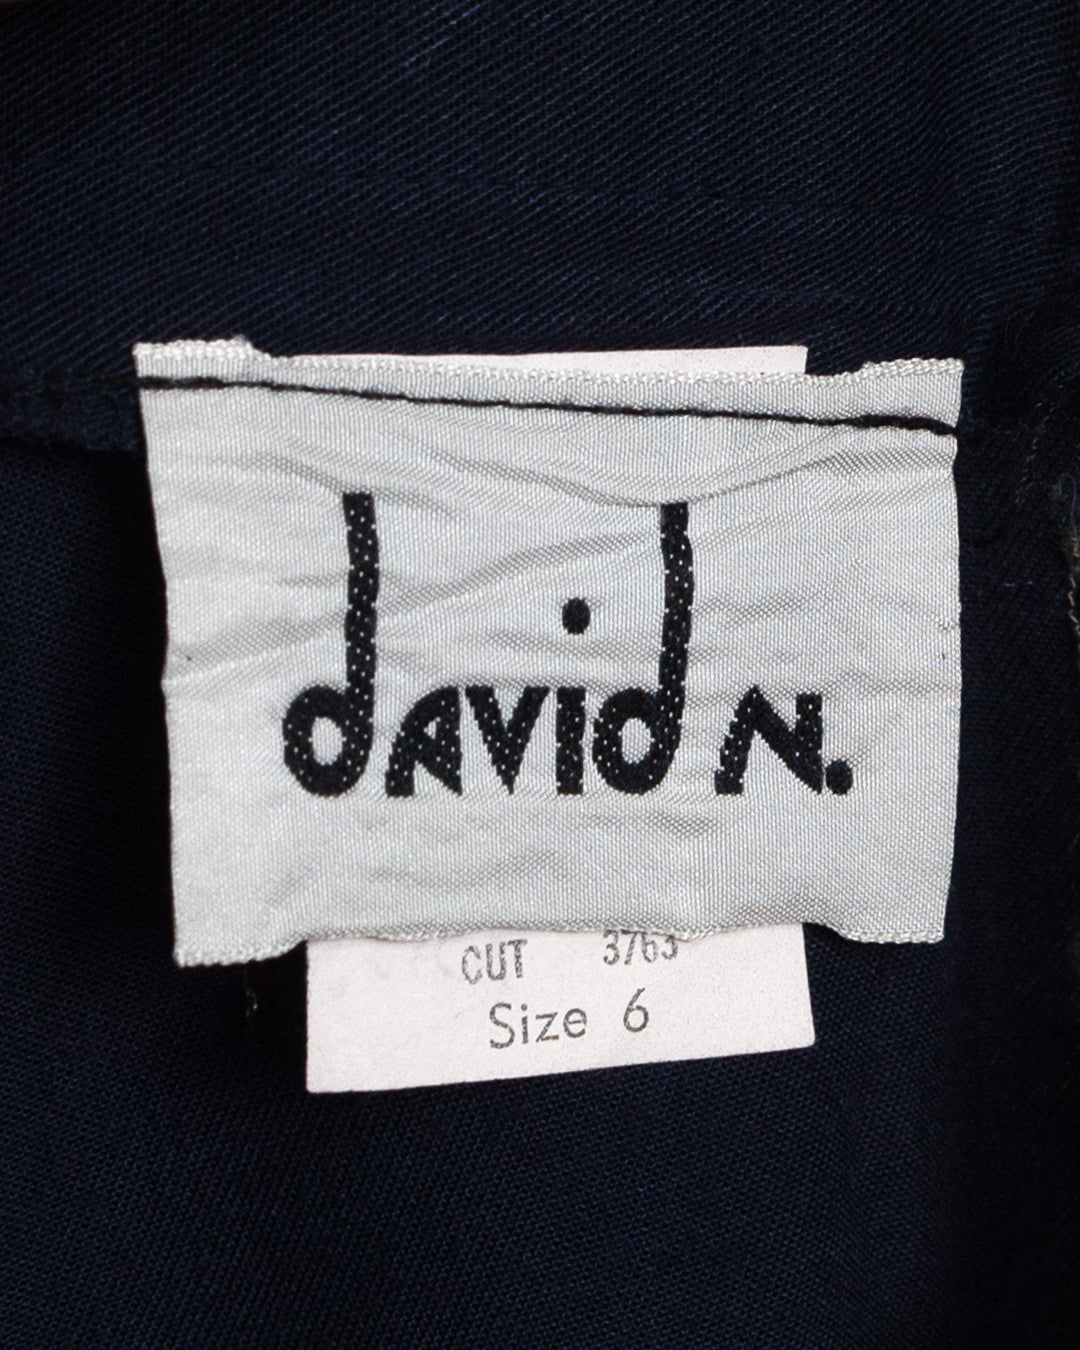 david N.
CUT 3763
Size 6